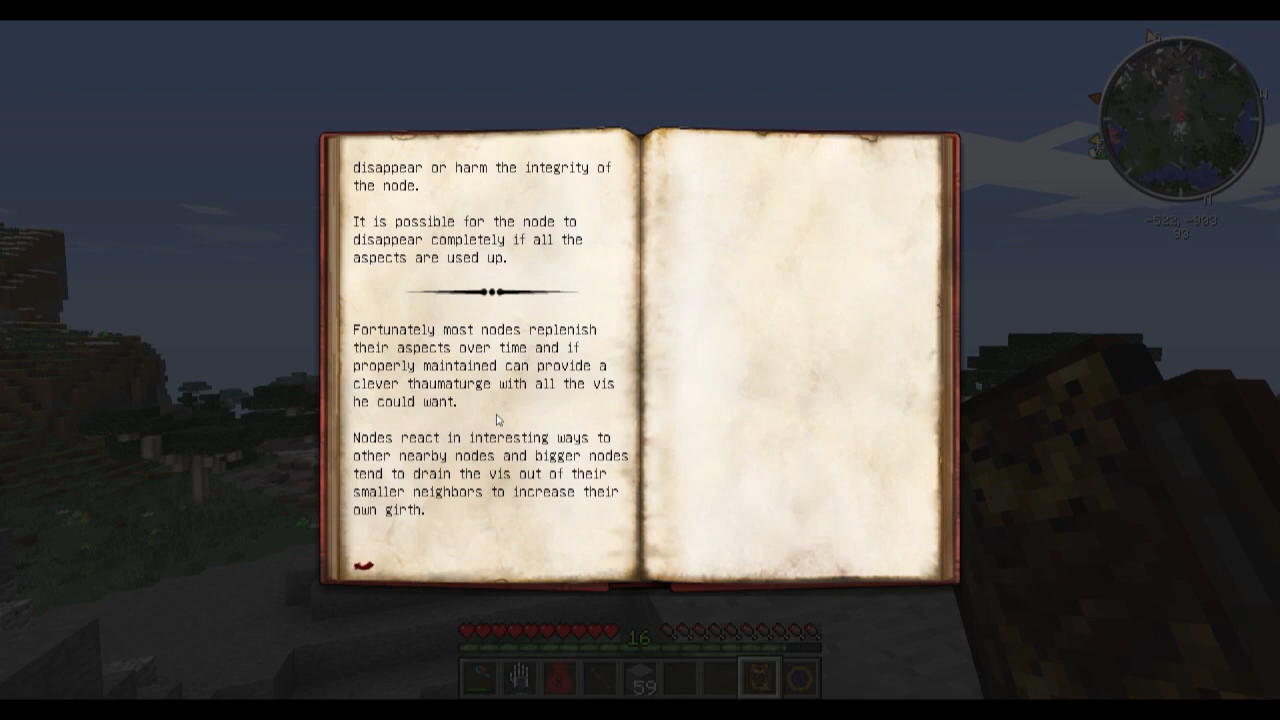 disappear or harm the integrity of
the node.
It is possible for the node to
disappear completely if all the
aspects are used up.
Fortunately most nodes replenish
their aspects over time and if
properly maintained can provide a
clever thaumaturge with all the vis
he could want.
Nodes react in interesting ways to
other nearby nodes and bigger nodes
tend to drain the vis out of their
smaller neighbors to increase their
own girth.
W
N
-522, -903
93
16
59